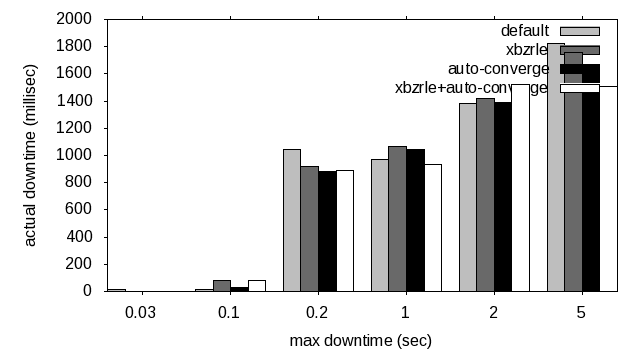 2000
1800
1600
1400
1200
1000
800
600
400
200
0
actual downtime (millisec)
default
xbzrle
auto-converge
xbzrle+auto-converge
0.03 0.1 0.2 1 2 5
max downtime (sec)